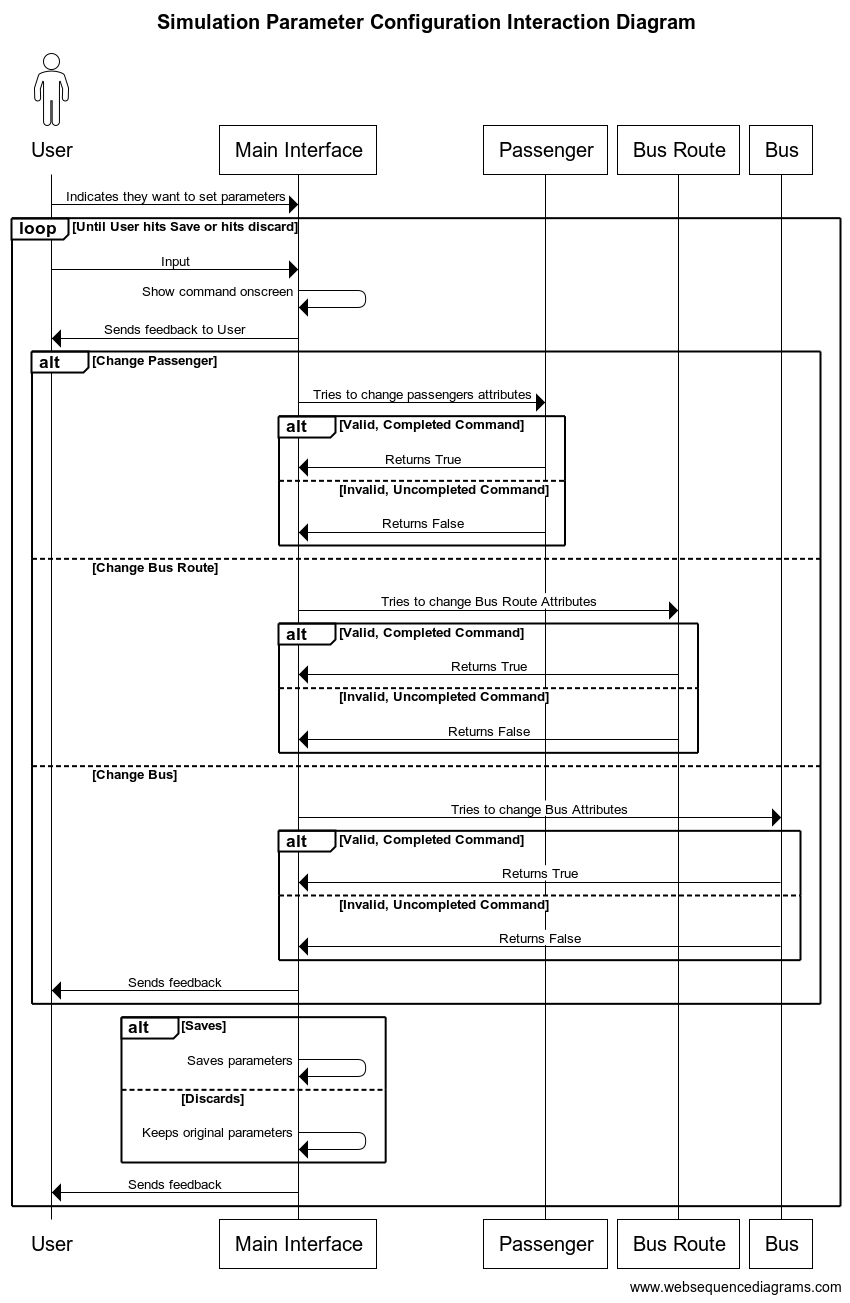 Simulation Parameter Configuration Interaction Diagram
User
Main Interface
Passenger
Bus Route
Bus
Indicates they want to set parameters
loop
[Until User hits Save or hits discard]
Input
Show command onscreen
Sends feedback to User
alt
[Change Passenger]
Tries to change passengers attributes
alt
[Valid, Completed Command]
Returns True
[Invalid, Uncompleted Command]
Returns False
[Change Bus Route]
Tries to change Bus Route Attributes
alt
[Valid, Completed Command]
Returns True
[Invalid, Uncompleted Command]
Returns False
[Change Bus]
Tries to change Bus Attributes
alt
[Valid, Completed Command]
Returns True
[Invalid, Uncompleted Command]
Returns False
Sends feedback
alt
[Saves]
Saves parameters
[Discards]
Keeps original parameters
Sends feedback
User
Main Interface
Passenger
Bus Route
Bus
www.websequencediagrams.com